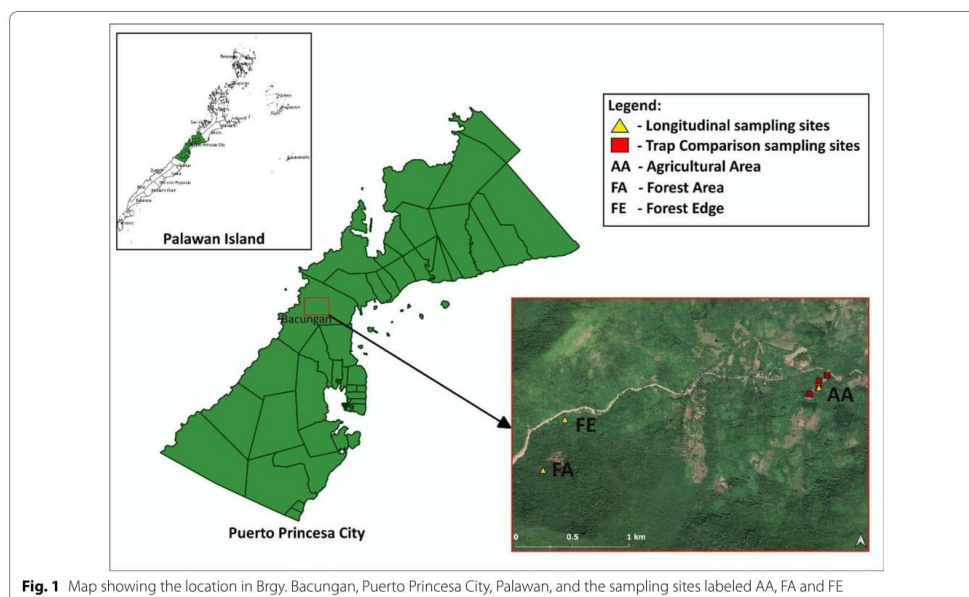 Palawan Island
Legend:
- Longitudinal sampling sites
- Trap Comparison sampling sites
AA - Agricultural Area
FA - Forest Area
FE - Forest Edge
Bacungan
AA
FE
FA
Puerto Princesa City
0 0.5 1 km
Fig. 1 Map showing the location in Brgy. Bacungan, Puerto Princesa City, Palawan, and the sampling sites labeled AA, FA and FE